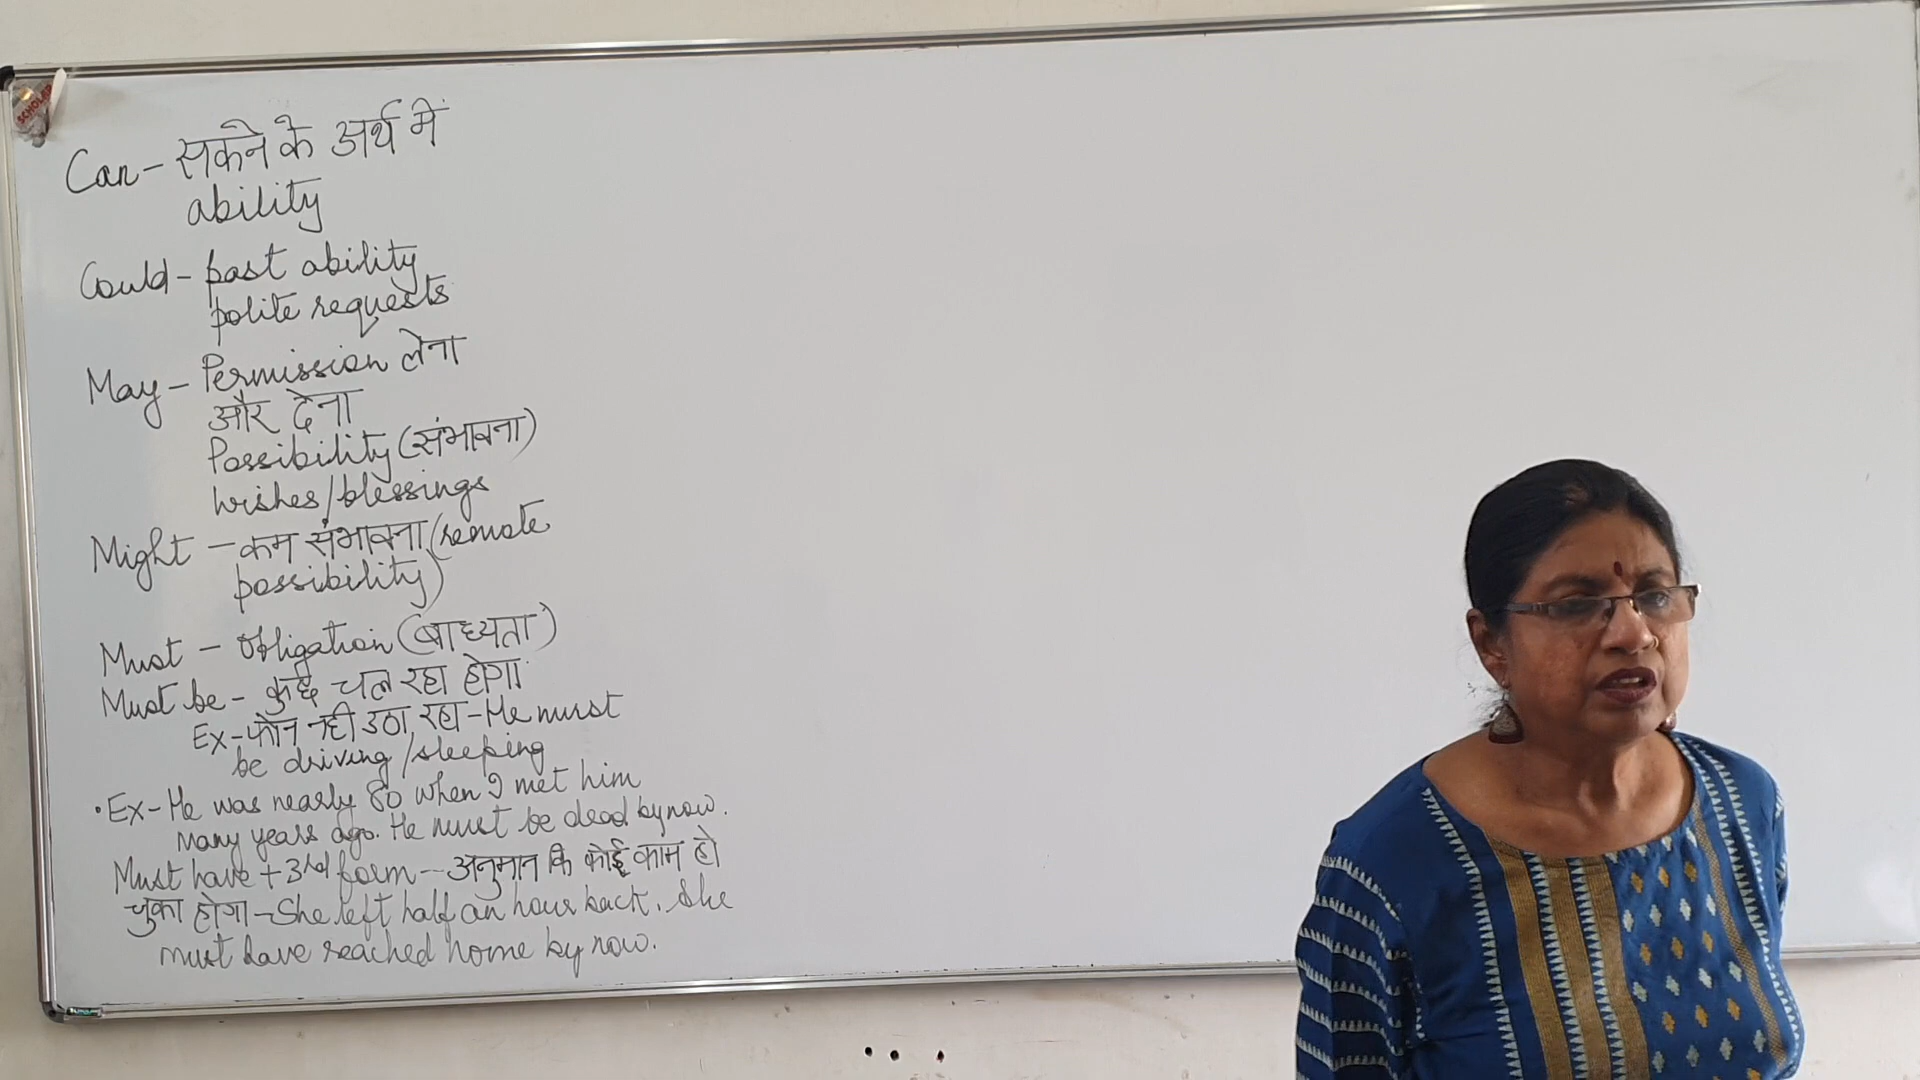 SCHOLAR
Can - सकने के अर्थ में
ability
Could - past ability
polite requests
May - Permission लेना
और देना
Possibility (संभावना)
wishes/blessings
Might - कम संभावना (remote
possibility)
Must - Obligation (बाध्यता)
Must be - कुछ चल रहा होगा
Ex - फोन नही उठा रहा - He must
be driving/sleeping
• Ex - He was nearly 80 when I met him
many years ago. He must be dead by now.
Must have + 3rd form - अनुमान कि कोई काम हो
चुका होगा - She left half an hour back. She
must have reached home by now.